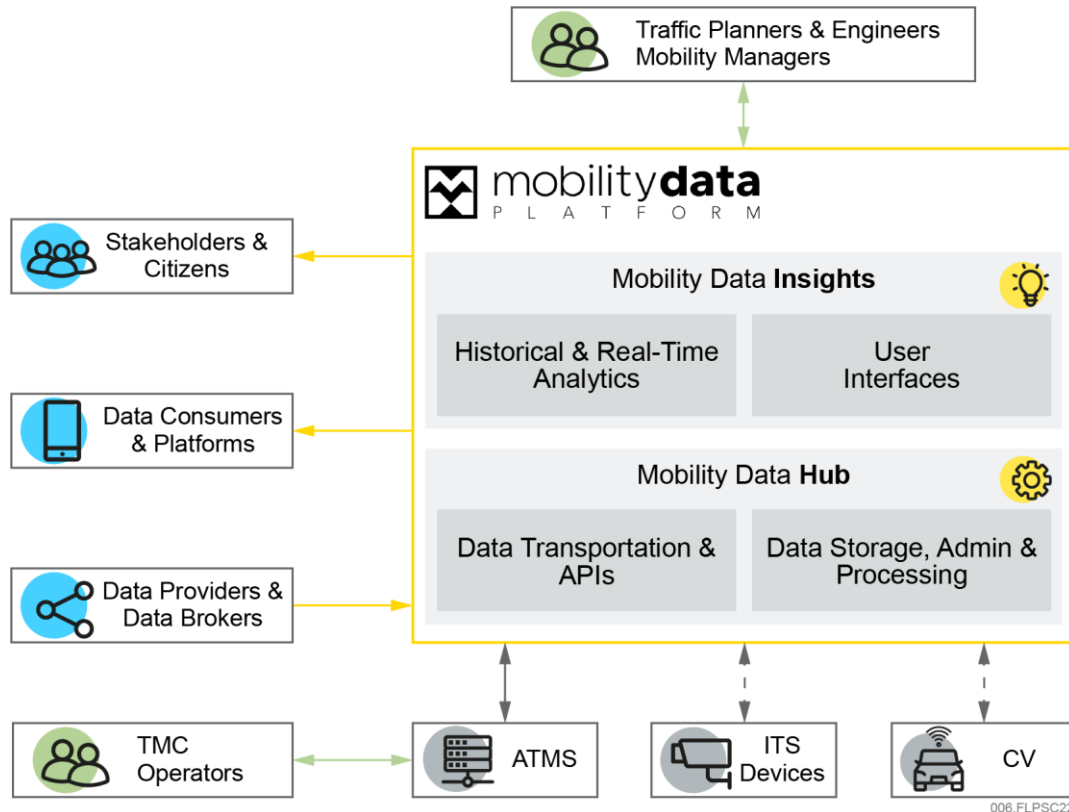 Traffic Planners & Engineers
Mobility Managers
mobilitydata
PLATFORM
Stakeholders &
Citizens
Mobility Data Insights
Historical & Real-Time
Analytics
User
Interfaces
Data Consumers
& Platforms
Mobility Data Hub
Data Transportation &
APIs
Data Storage, Admin &
Processing
Data Providers &
Data Brokers
TMC
Operators
ATMS
ITS
Devices
CV
006.FLPSC22